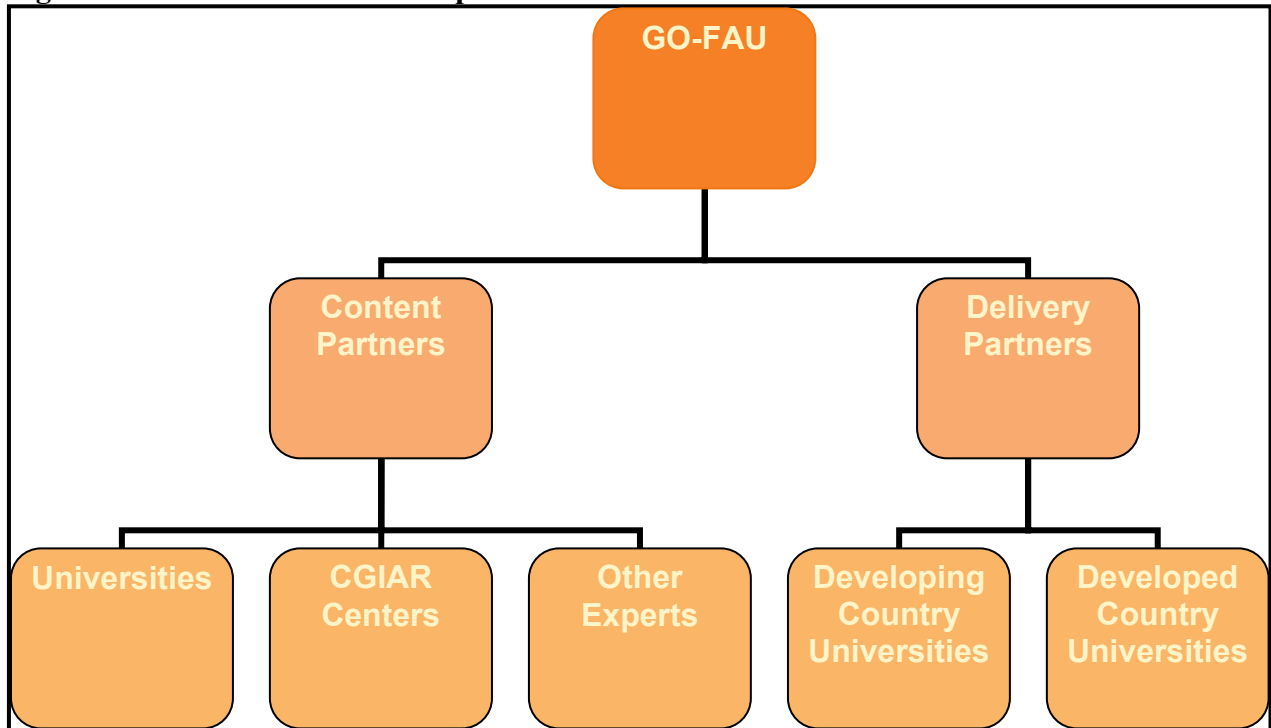 GO-FAU
Content
Partners
Delivery
Partners
Universities
CGIAR
Centers
Other
Experts
Developing
Country
Universities
Developed
Country
Universities